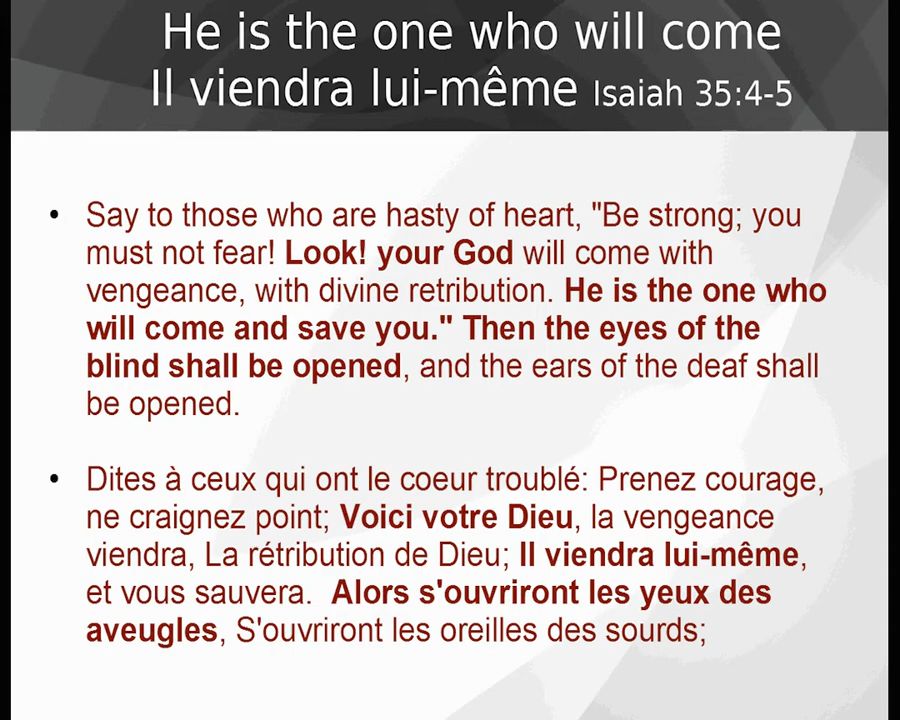 He is the one who will come
Il viendra lui-même Isaiah 35:4-5
• Say to those who are hasty of heart, "Be strong; you
must not fear! Look! your God will come with
vengeance, with divine retribution. He is the one who
will come and save you." Then the eyes of the
blind shall be opened, and the ears of the deaf shall
be opened.
• Dites à ceux qui ont le coeur troublé: Prenez courage,
ne craignez point; Voici votre Dieu, la vengeance
viendra, La rétribution de Dieu; Il viendra lui-même,
et vous sauvera.  Alors s'ouvriront les yeux des
aveugles, S'ouvriront les oreilles des sourds;